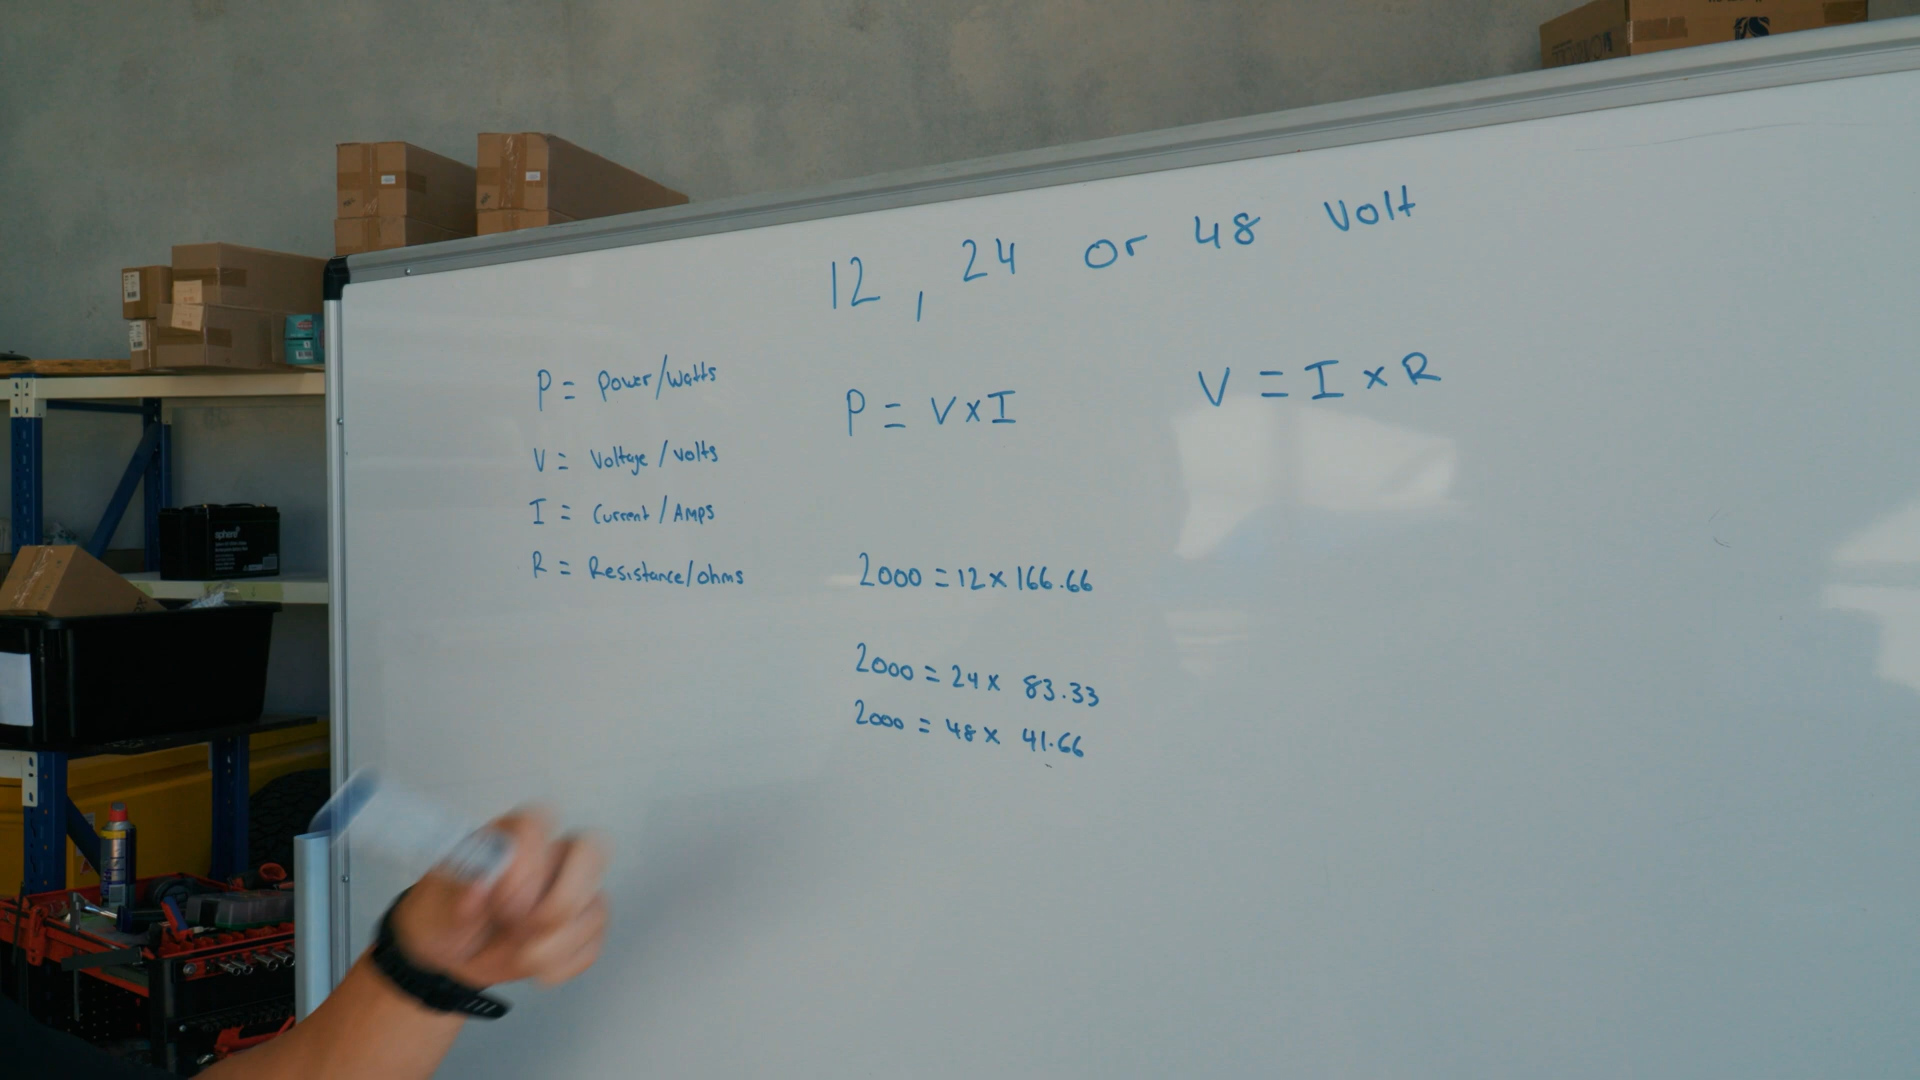 12, 24 or 48 Volt
P = Power/Watts
V = Voltage/Volts
I = Current/Amps
R = Resistance/ohms
P = V x I
V = I x R
2000 = 12 x 166.66
2000 = 24 x 83.33
2000 = 48 x 41.66
sphere